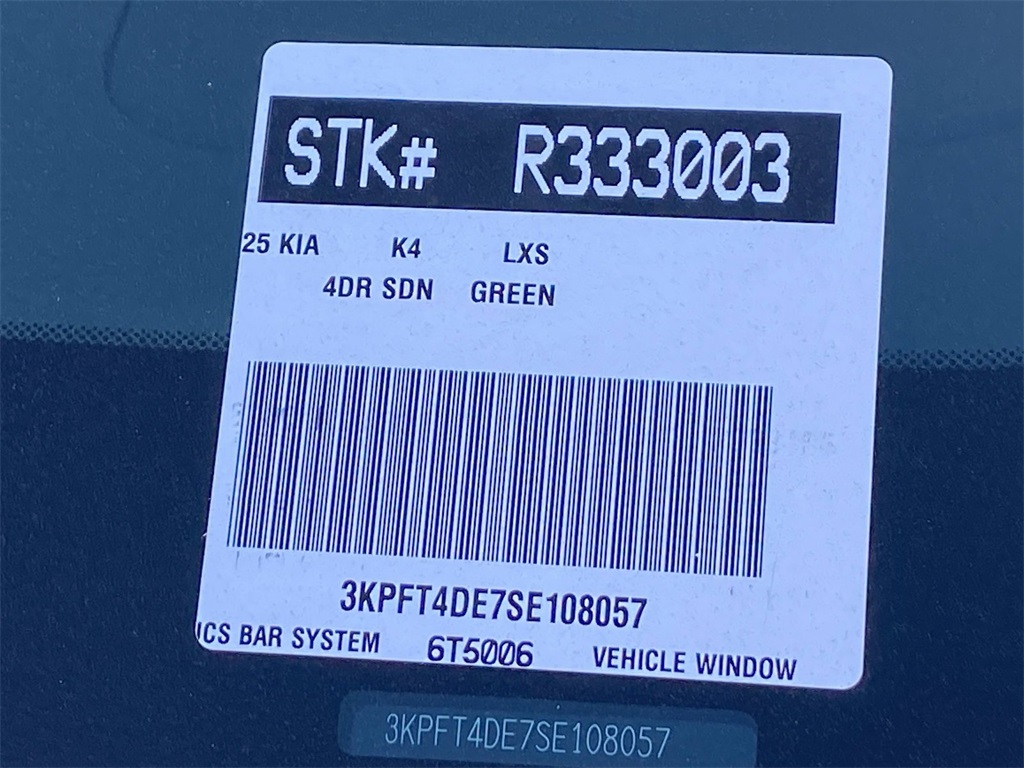 STK# R333003
25 KIA K4 LXS
4DR SDN GREEN
3KPFT4DE7SE108057
ICS BAR SYSTEM 6T5006 VEHICLE WINDOW
3KPFT4DE7SE108057